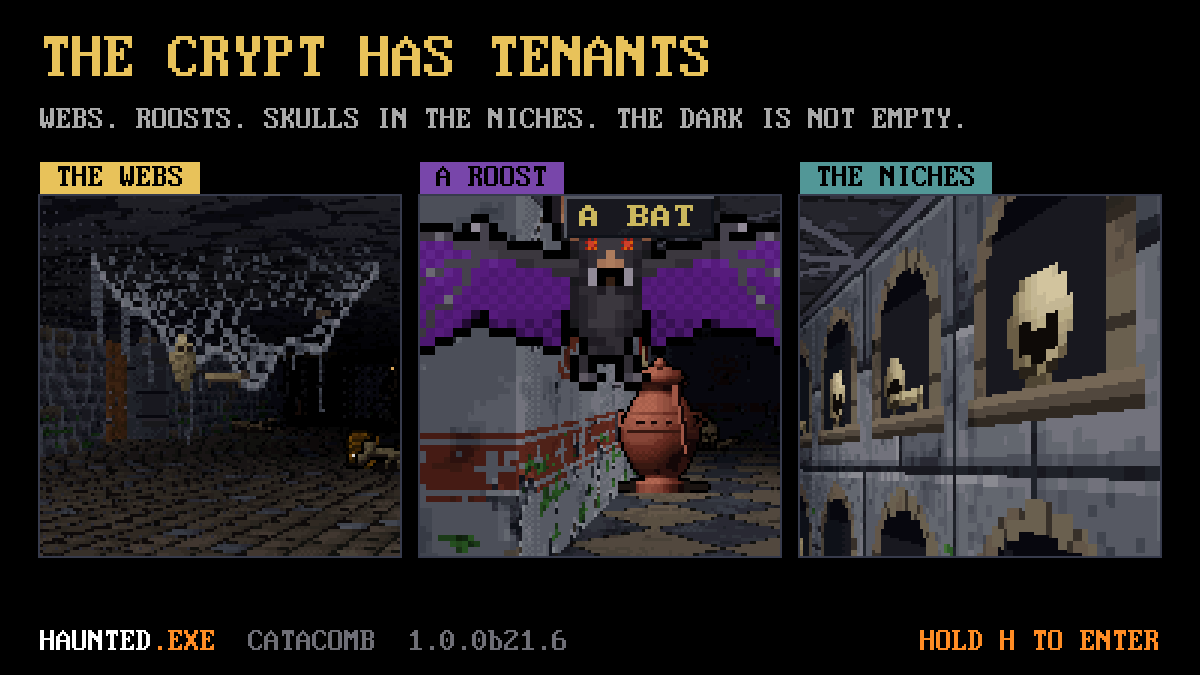 THE CRYPT HAS TENANTS
WEBS. ROOSTS. SKULLS IN THE NICHES. THE DARK IS NOT EMPTY.
THE WEBS
A ROOST
THE NICHES
A BAT
HAUNTED.EXE CATACOMB 1.0.0b21.6
HOLD H TO ENTER